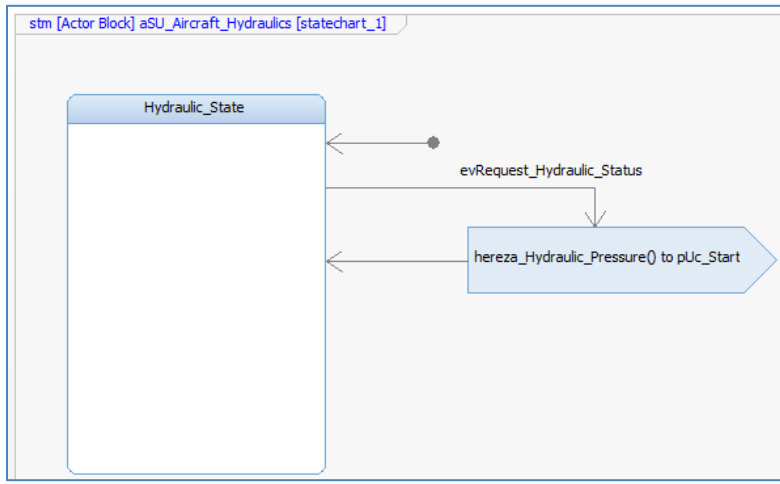 stm [Actor Block] aSU_Aircraft_Hydraulics [statechart_1]
Hydraulic_State
evRequest_Hydraulic_Status
hereza_Hydraulic_Pressure() to pUc_Start